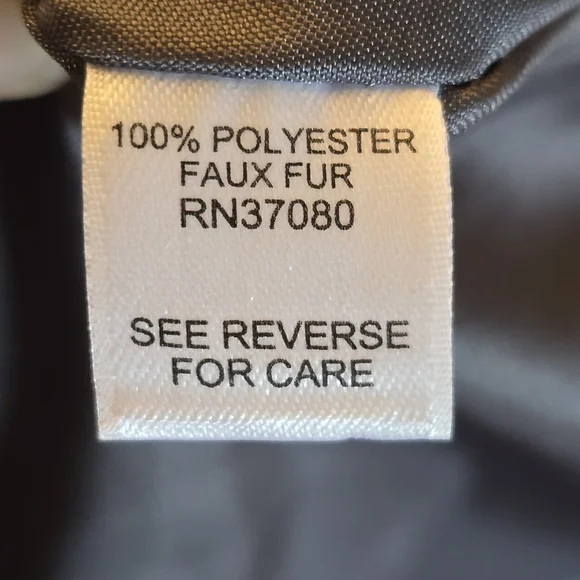 100% POLYESTER
FAUX FUR
RN37080
SEE REVERSE
FOR CARE